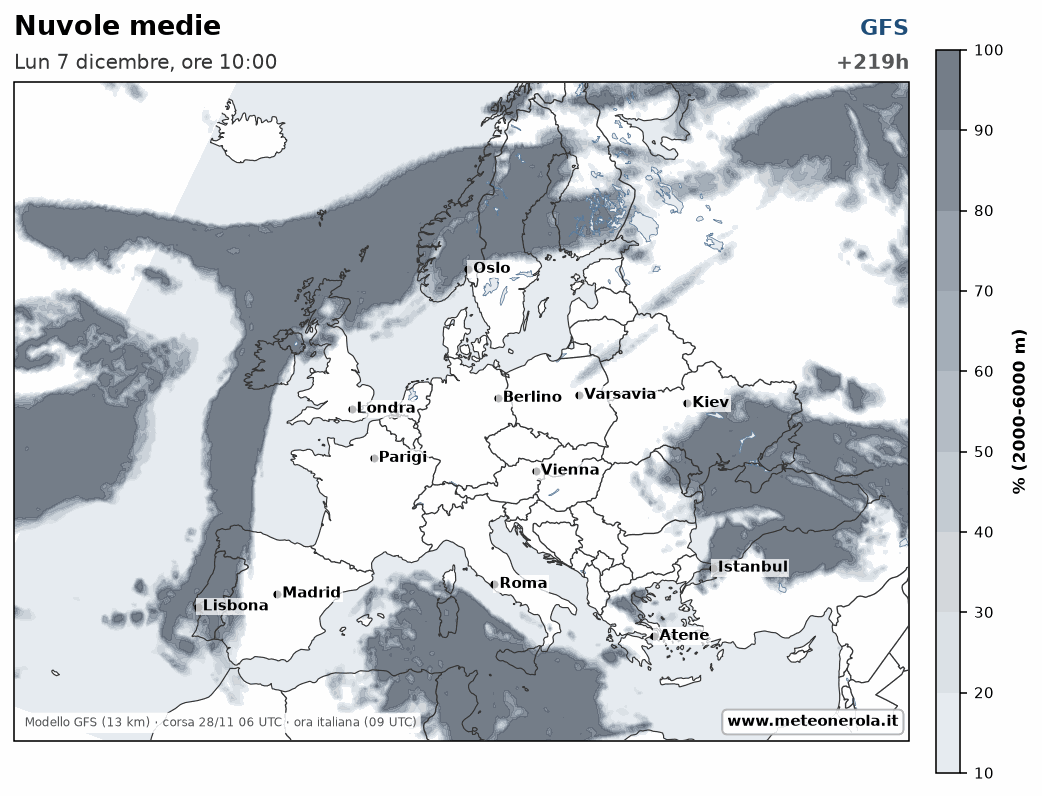 Nuvole medie
GFS
Lun 7 dicembre, ore 10:00
+219h
100
90
80
70
60
50
40
30
20
10
% (2000-6000 m)
Oslo
Berlino
Varsavia
Kiev
Londra
Parigi
Vienna
Istanbul
Roma
Madrid
Lisbona
Atene
Modello GFS (13 km) · corsa 28/11 06 UTC · ora italiana (09 UTC)
www.meteonerola.it